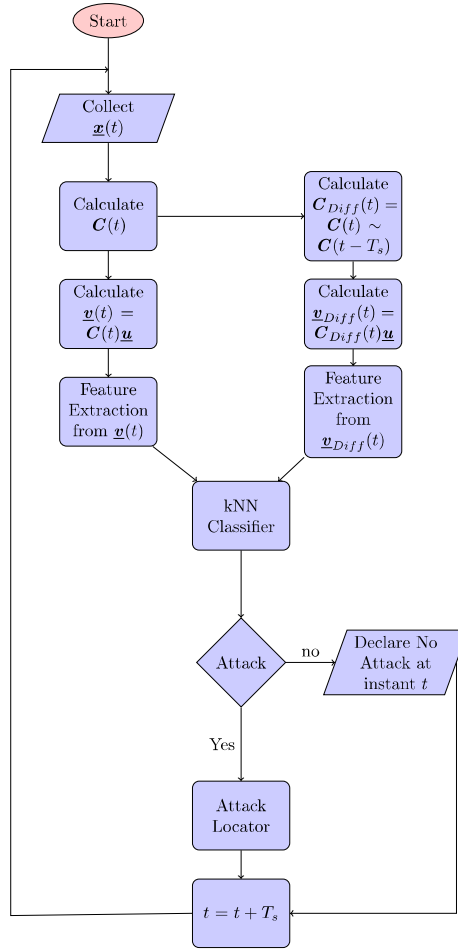 Start
Collect
x(t)
Calculate
C(t)
Calculate
C_Diff(t) =
C(t) ∼
C(t − T_s)
Calculate
v(t) =
C(t)u
Calculate
v_Diff(t) =
C_Diff(t)u
Feature
Extraction
from v(t)
Feature
Extraction
from
v_Diff(t)
kNN
Classifier
Attack
no
Declare No
Attack at
instant t
Yes
Attack
Locator
t = t + T_s